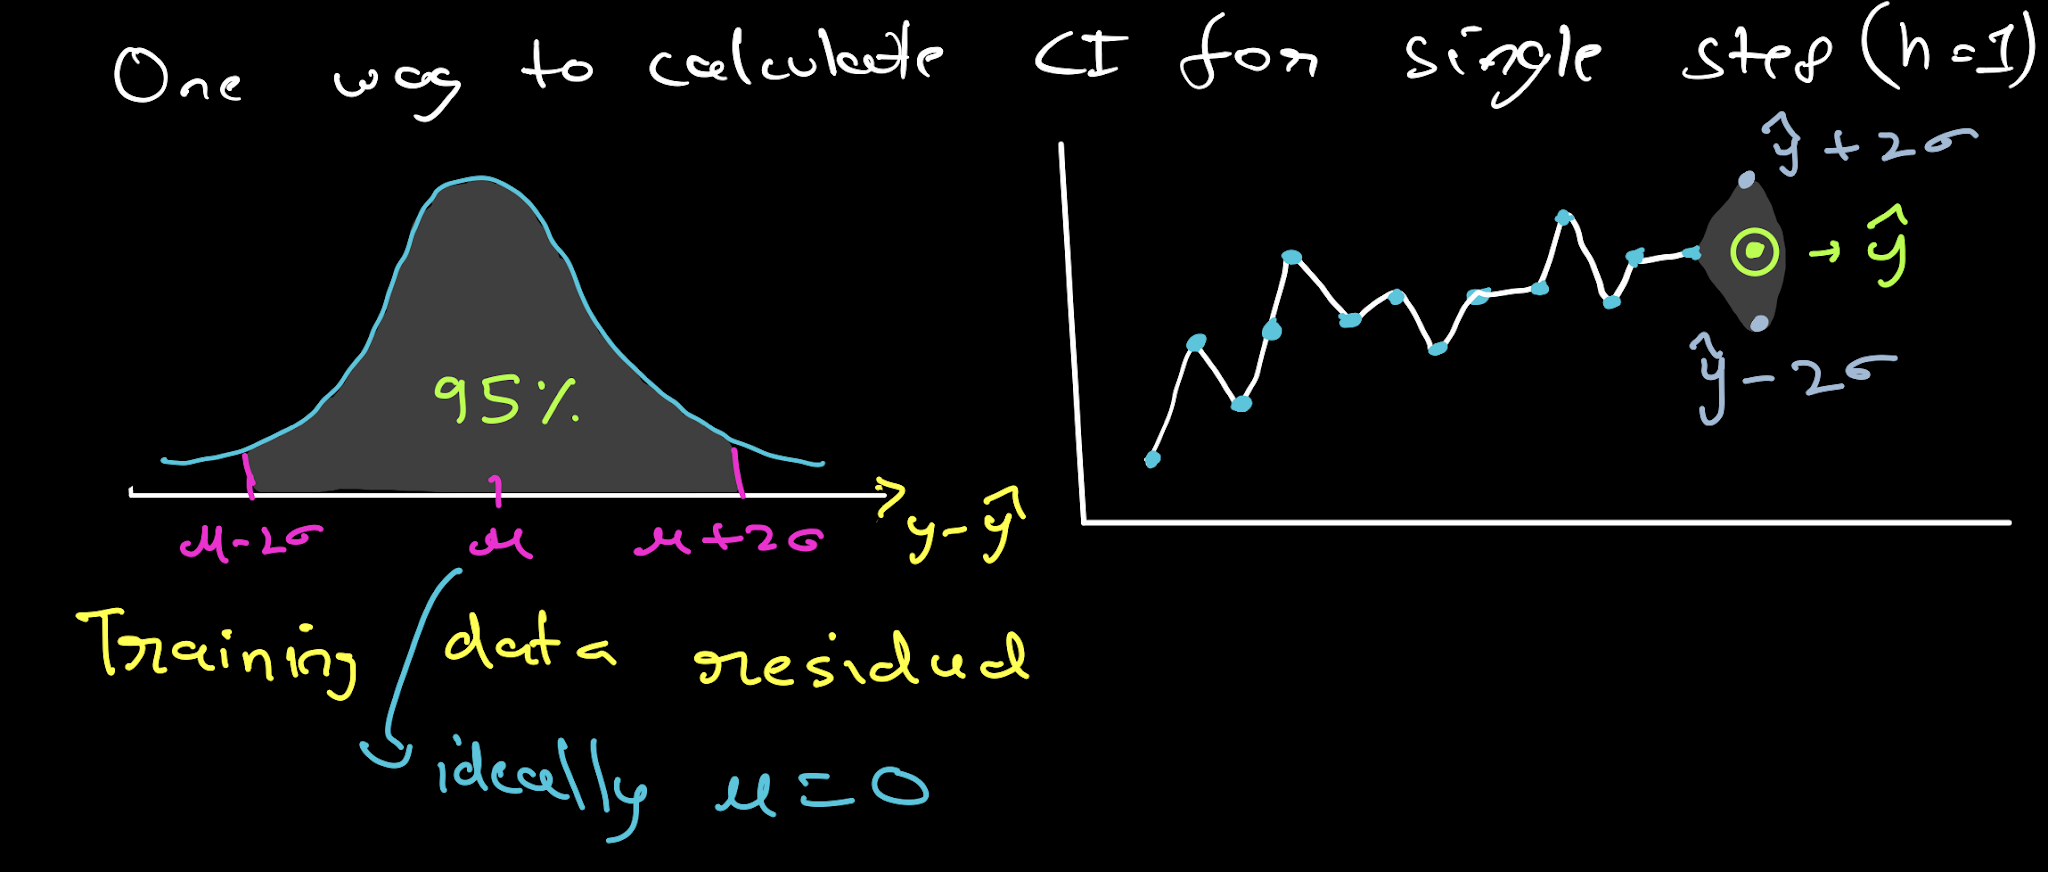 One way to calculate CI for single step (h=1)
ŷ + 2σ
→ ŷ
ŷ - 2σ
95%
μ-2σ μ μ+2σ
y-ŷ
Training data residual
ideally μ=0